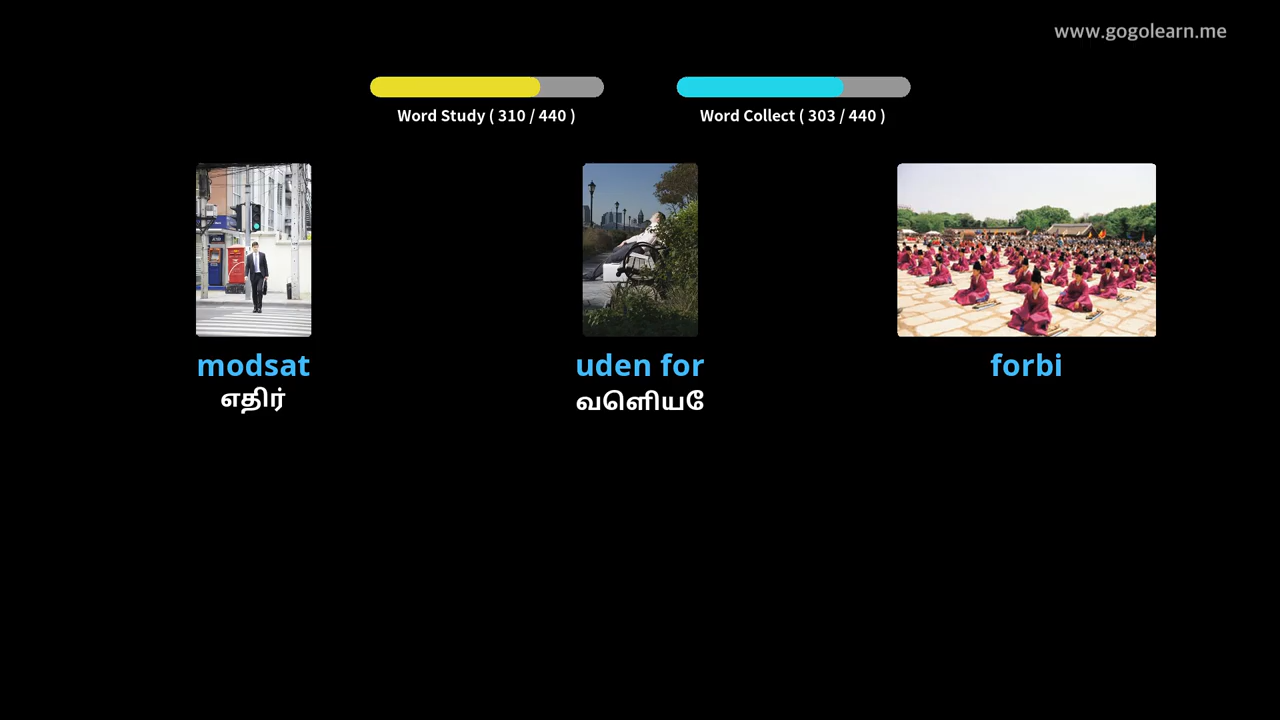 www.gogolearn.me
Word Study ( 310 / 440 )
Word Collect ( 303 / 440 )
modsat
எதிர்
uden for
வெளியே
forbi